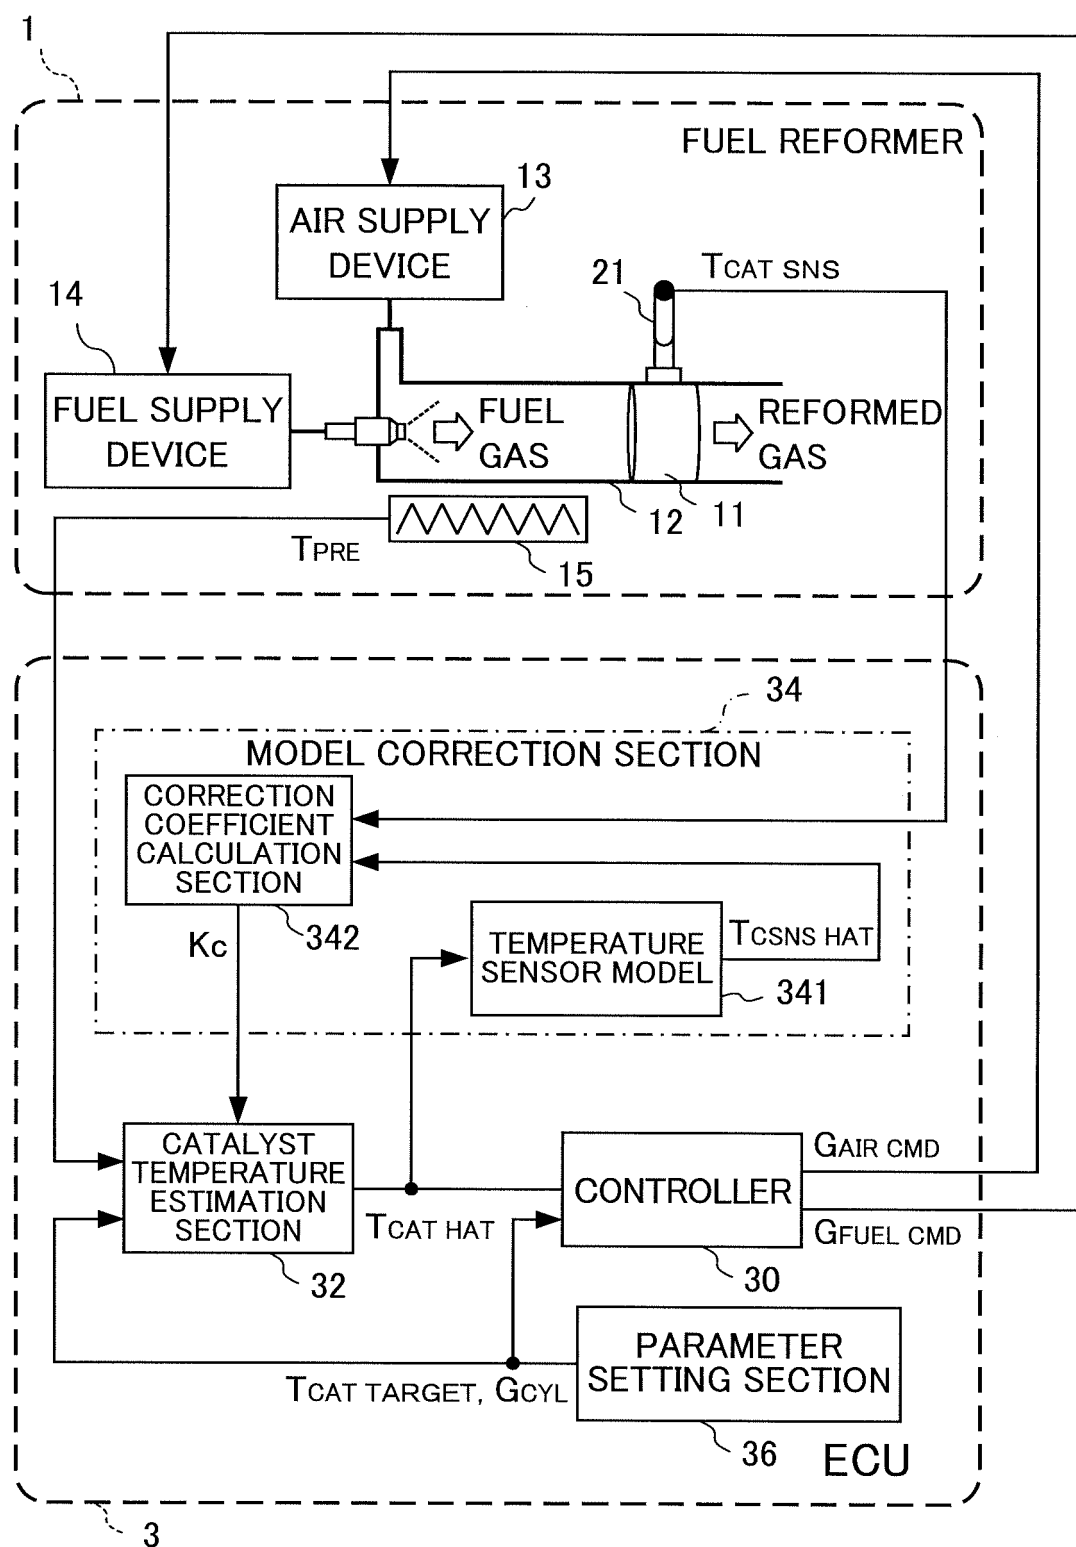 1
FUEL REFORMER
13
AIR SUPPLY
DEVICE
TCAT SNS
21
14
FUEL SUPPLY
DEVICE
FUEL
GAS
REFORMED
GAS
12
11
TPRE
15
34
MODEL CORRECTION SECTION
CORRECTION
COEFFICIENT
CALCULATION
SECTION
342
KC
TEMPERATURE
SENSOR MODEL
TCSNS HAT
341
CATALYST
TEMPERATURE
ESTIMATION
SECTION
32
TCAT HAT
CONTROLLER
30
GAIR CMD
GFUEL CMD
PARAMETER
SETTING SECTION
36
TCAT TARGET, GCYL
ECU
3